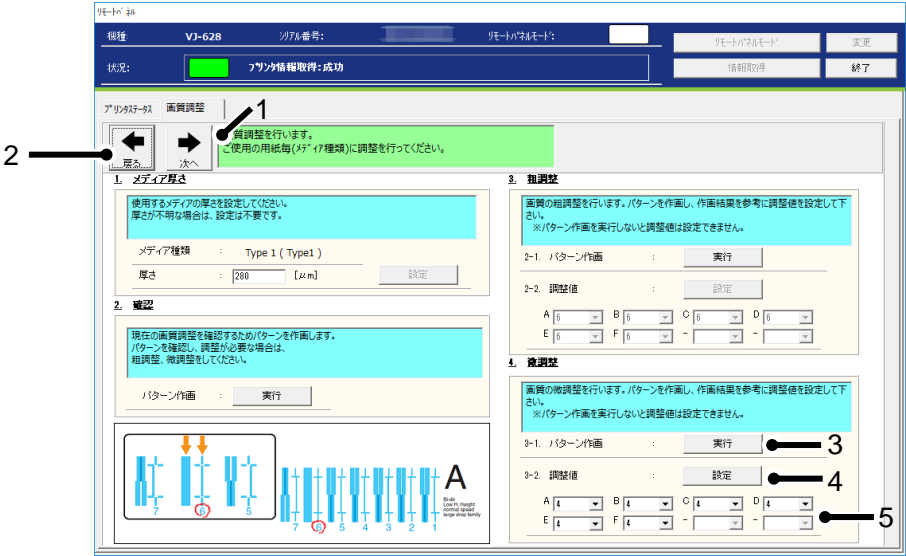 ﾘﾓｰﾄﾊﾟﾈﾙ
機種:
VJ-628
ｼﾘｱﾙ番号:
ﾘﾓｰﾄﾊﾟﾈﾙﾓｰﾄﾞ:
ﾘﾓｰﾄﾊﾟﾈﾙﾓｰﾄﾞ
変更
状況:
ﾌﾟﾘﾝﾀ情報取得:成功
情報取得
終了
ﾌﾟﾘﾝﾀｽﾃｰﾀｽ
画質調整
1
2
戻る
次へ
質調整を行います。
ご使用の用紙毎(ﾒﾃﾞｨｱ種類)に調整を行ってください。
1. ﾒﾃﾞｨｱ厚さ
使用するメディアの厚さを設定してください。
厚さが不明な場合は、設定は不要です。
メディア種類 : Type 1 ( Type1 )
厚さ : 280 [μm] 設定
2. 確認
現在の画質調整を確認するためパターンを作画します。
パターンを確認し、調整が必要な場合は、
粗調整、微調整をしてください。
パターン作画 : 実行
7 6 5
7 6 5 4 3 2 1
A
Bi-dir
Low H. Height
normal speed
large drop family
3. 粗調整
画質の粗調整を行います。パターンを作画し、作画結果を参考に調整値を設定して下
さい。
※パターン作画を実行しないと調整値は設定できません。
2-1. パターン作画 : 実行
2-2. 調整値 : 設定
A 6 B 6 C 6 D 6
E 6 F 6 - -
4. 微調整
画質の微調整を行います。パターンを作画し、作画結果を参考に調整値を設定して下
さい。
※パターン作画を実行しないと調整値は設定できません。
3-1. パターン作画 : 実行
3
3-2. 調整値 : 設定
4
A 4 B 4 C 4 D 4
E 4 F 4 - -
5